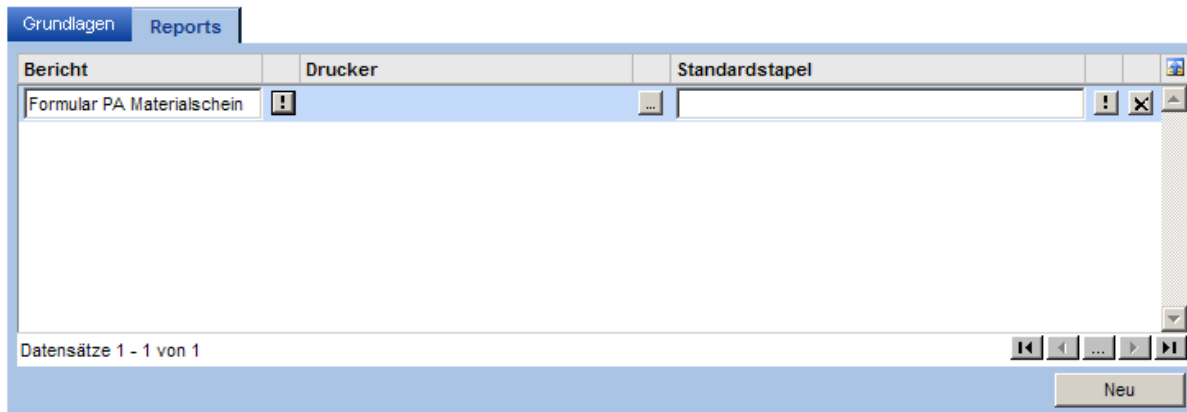 Grundlagen Reports
Bericht Drucker Standardstapel
Formular PA Materialschein ! ... !
Datensätze 1 - 1 von 1 ...
Neu